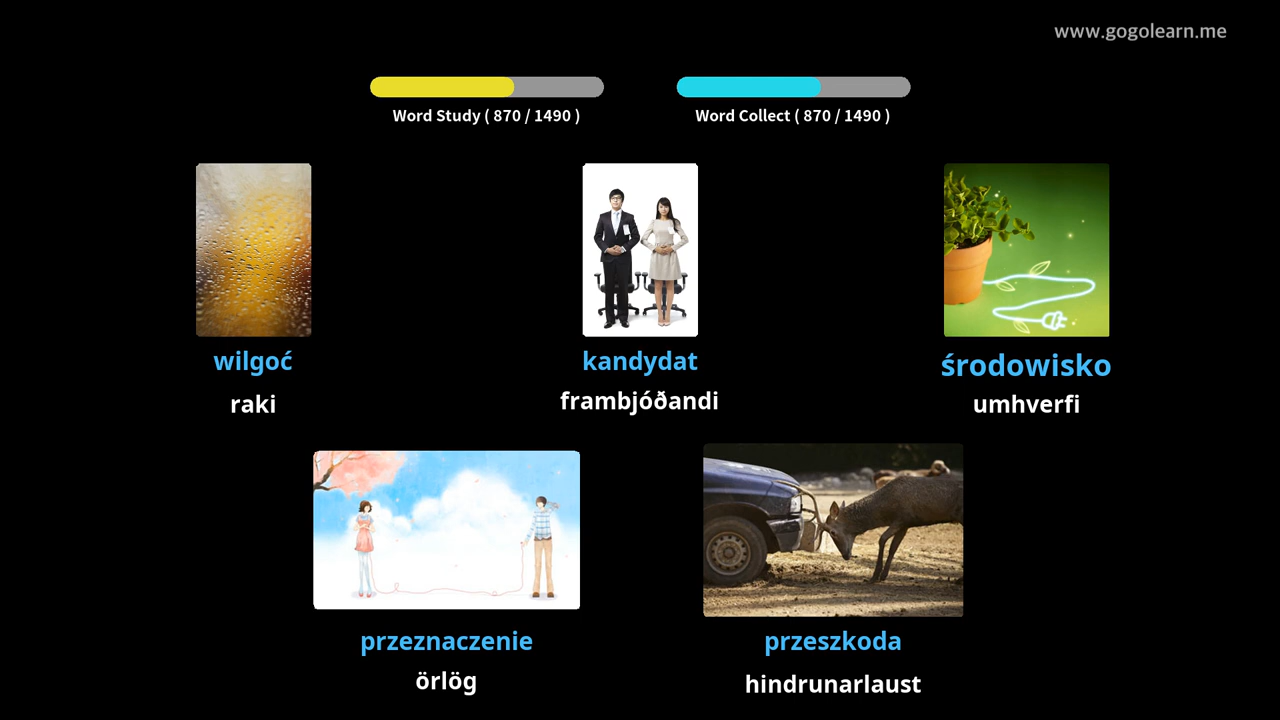 www.gogolearn.me
Word Study ( 870 / 1490 )
Word Collect ( 870 / 1490 )
wilgoć
raki
kandydat
frambjóðandi
środowisko
umhverfi
przeznaczenie
örlög
przeszkoda
hindrunarlaust